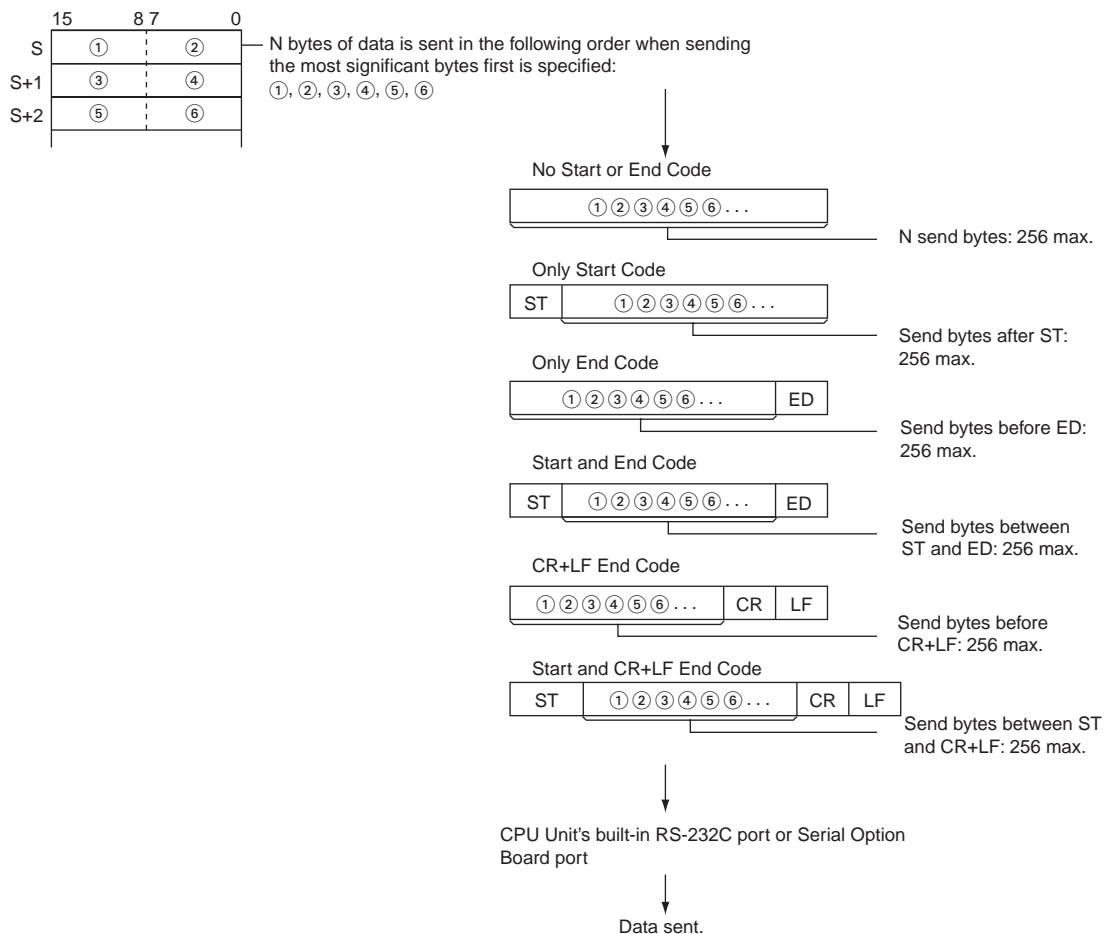 15 8 7 0
S ① ②
N bytes of data is sent in the following order when sending
the most significant bytes first is specified:
①, ②, ③, ④, ⑤, ⑥
S+1 ③ ④
S+2 ⑤ ⑥
No Start or End Code
①②③④⑤⑥...
N send bytes: 256 max.
Only Start Code
ST ①②③④⑤⑥...
Send bytes after ST:
256 max.
Only End Code
①②③④⑤⑥... ED
Send bytes before ED:
256 max.
Start and End Code
ST ①②③④⑤⑥... ED
Send bytes between
ST and ED: 256 max.
CR+LF End Code
①②③④⑤⑥... CR LF
Send bytes before
CR+LF: 256 max.
Start and CR+LF End Code
ST ①②③④⑤⑥... CR LF
Send bytes between ST
and CR+LF: 256 max.
CPU Unit's built-in RS-232C port or Serial Option
Board port
Data sent.